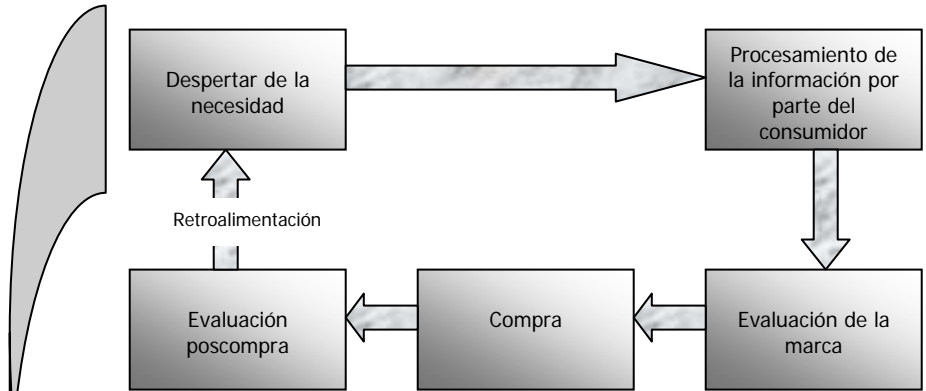 Despertar de la
necesidad
Procesamiento de
la información por
parte del
consumidor
Retroalimentación
Evaluación
poscompra
Compra
Evaluación de la
marca